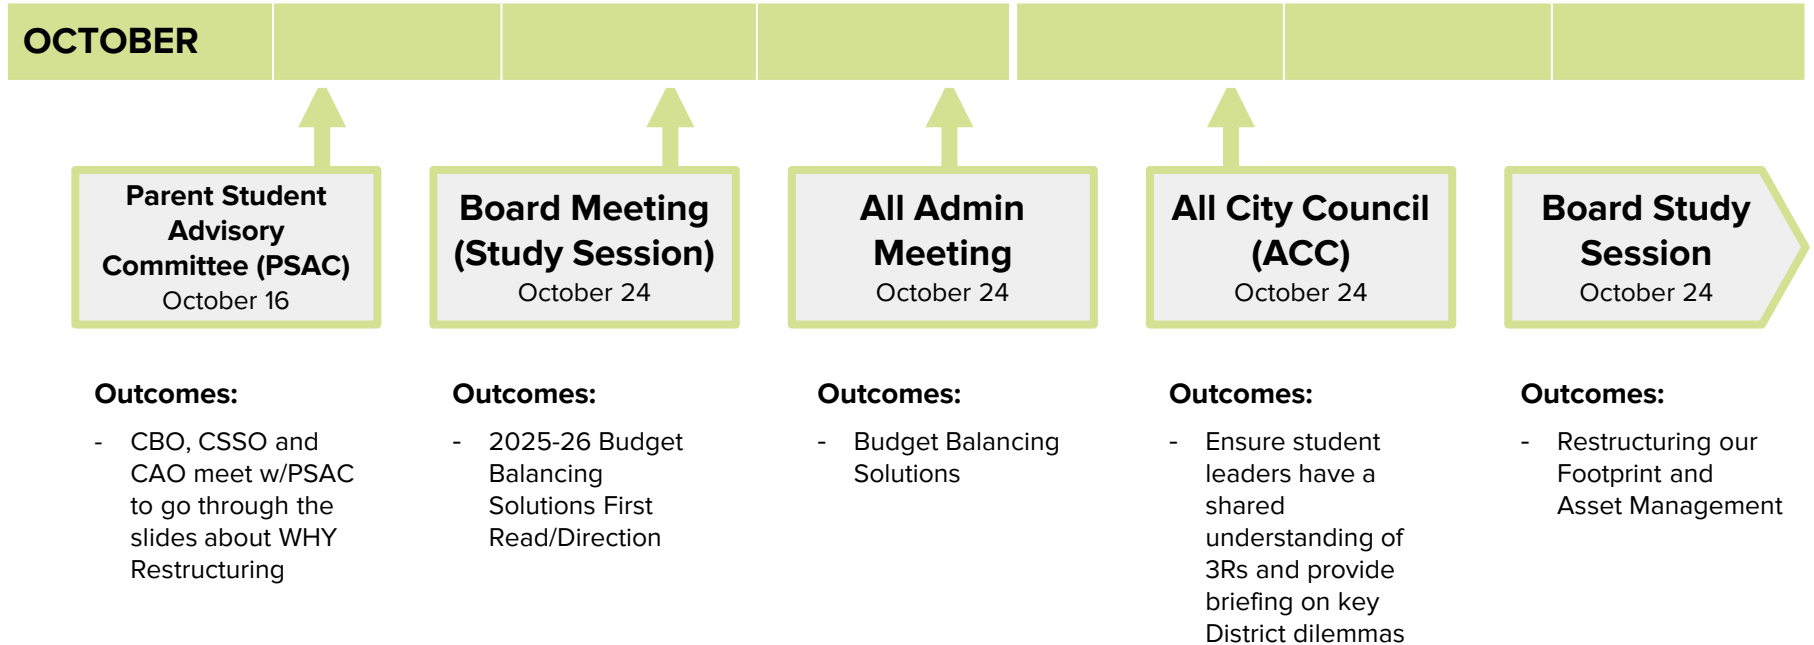 OCTOBER
Parent Student
Advisory
Committee (PSAC)
October 16
Board Meeting
(Study Session)
October 24
All Admin
Meeting
October 24
All City Council
(ACC)
October 24
Board Study
Session
October 24
Outcomes:
- CBO, CSSO and
CAO meet w/PSAC
to go through the
slides about WHY
Restructuring
Outcomes:
- 2025-26 Budget
Balancing
Solutions First
Read/Direction
Outcomes:
- Budget Balancing
Solutions
Outcomes:
- Ensure student
leaders have a
shared
understanding of
3Rs and provide
briefing on key
District dilemmas
Outcomes:
- Restructuring our
Footprint and
Asset Management